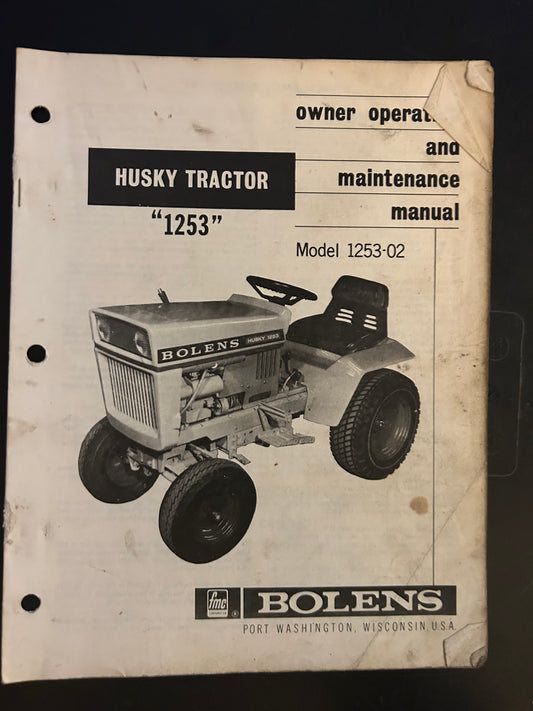 owner operat
and
maintenance
manual
HUSKY TRACTOR
“1253”
Model 1253-02
BOLENS HUSKY 1253
fmc
BOLENS
PORT WASHINGTON, WISCONSIN, U.S.A.